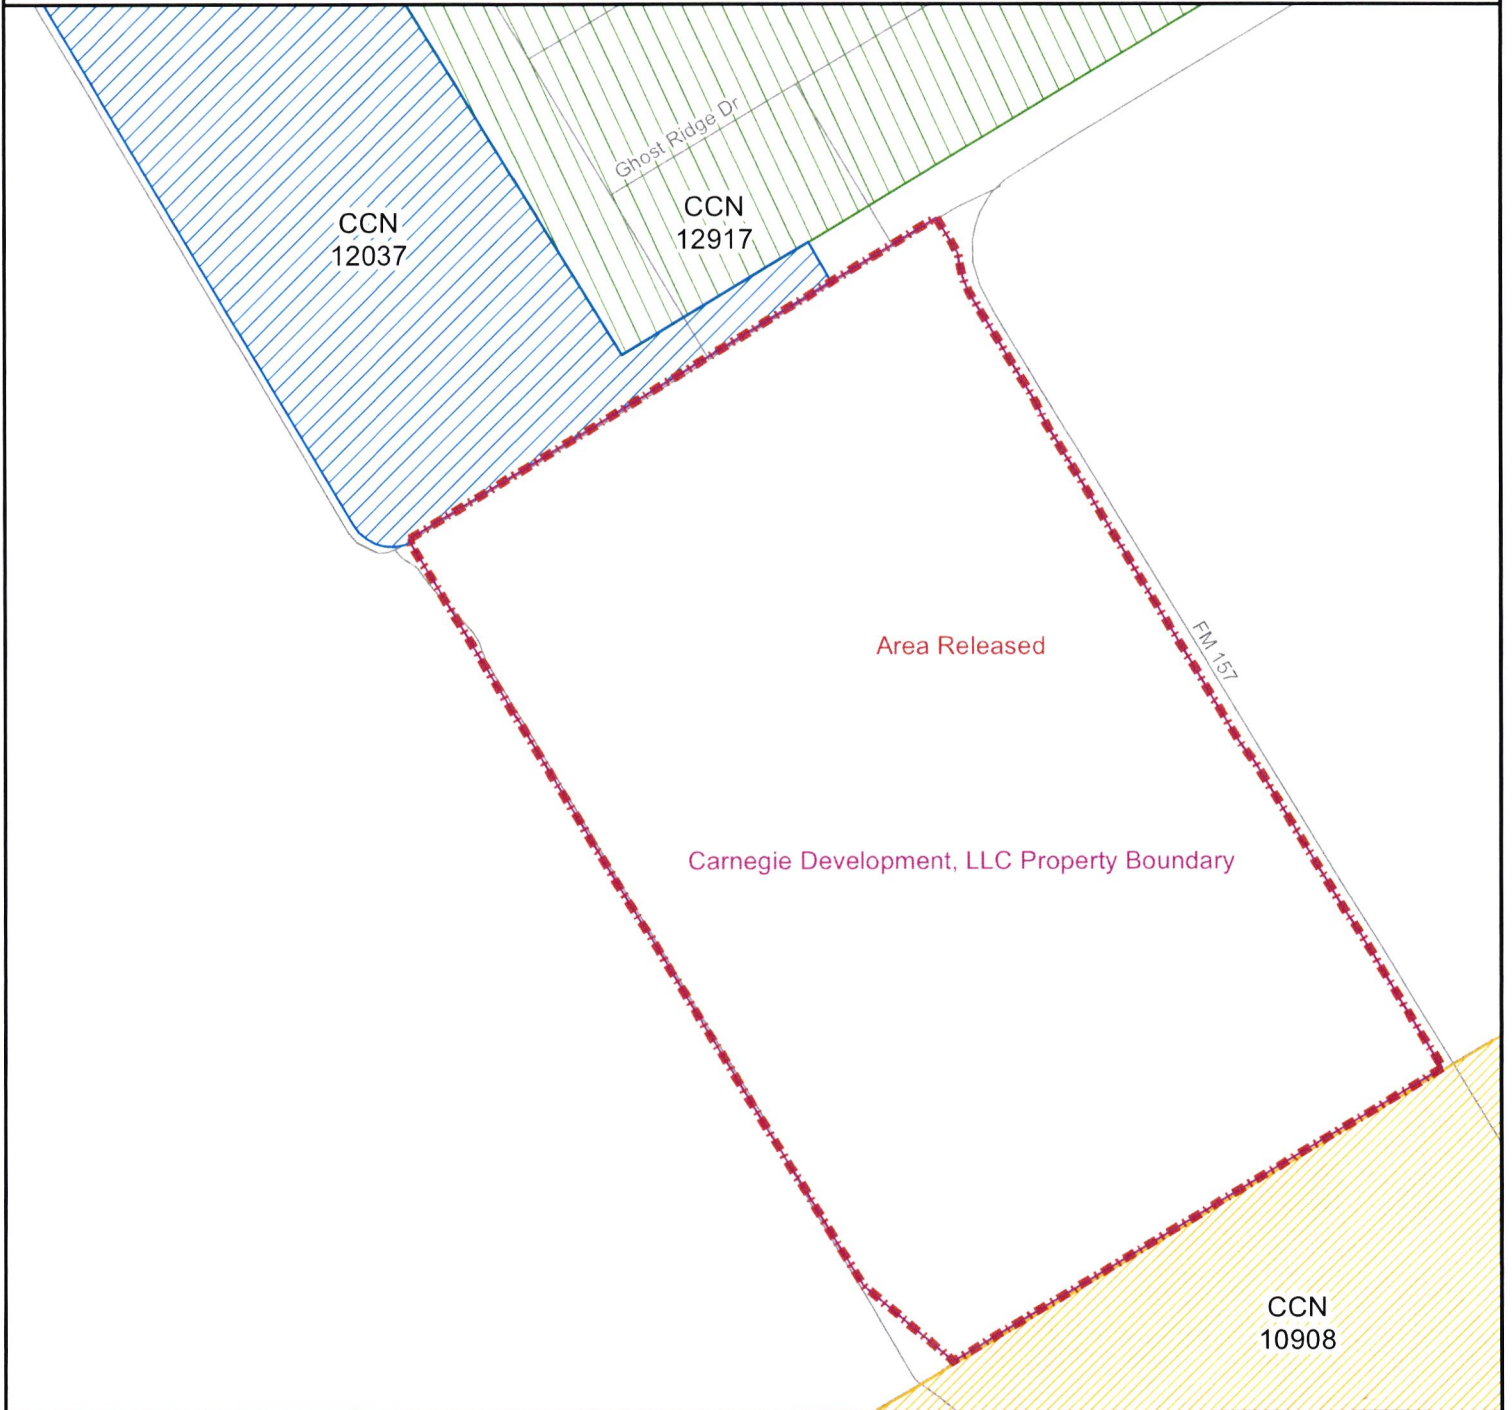 Ghost Ridge Dr
CCN
12037
CCN
12917
Area Released
FM 157
Carnegie Development, LLC Property Boundary
CCN
10908